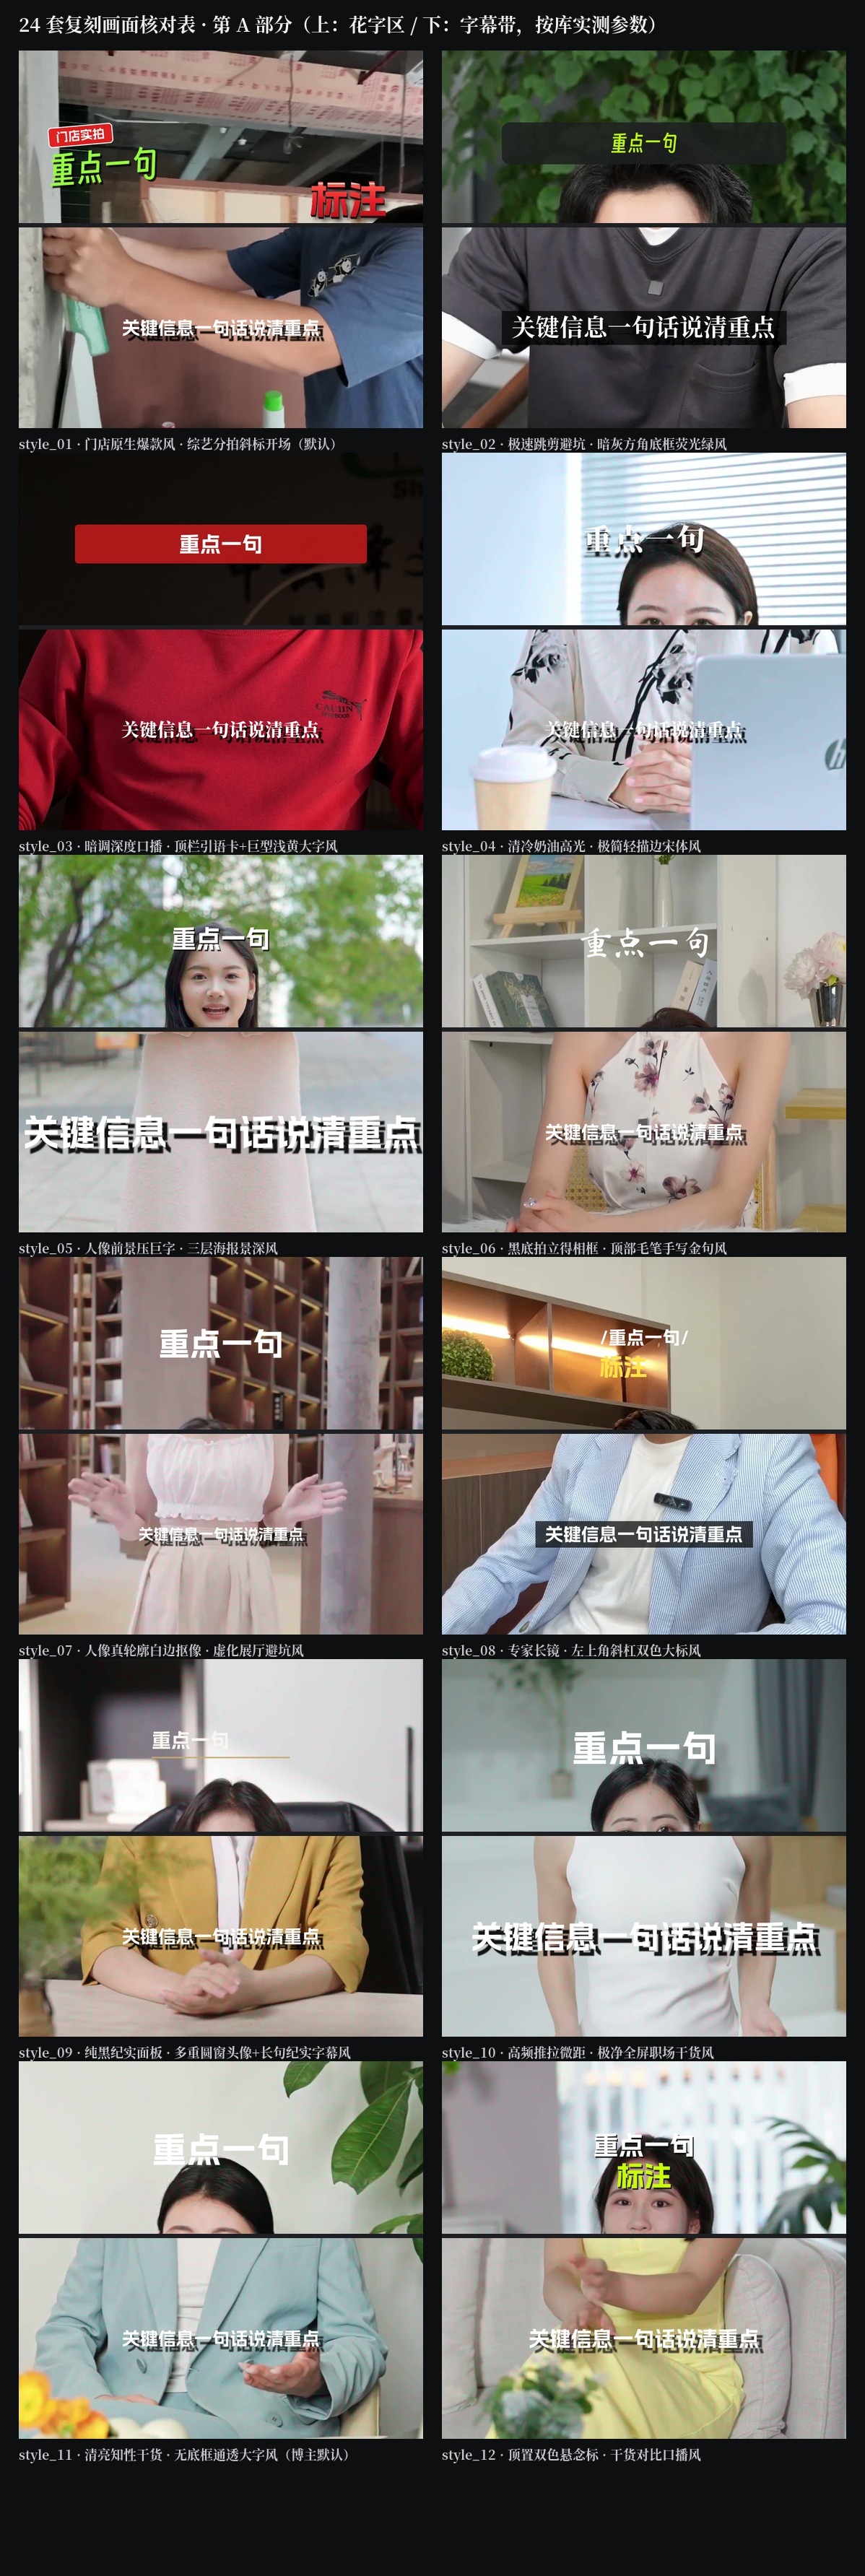 24 套复刻画面核对表 · 第 A 部分（上：花字区 / 下：字幕带，按库实测参数）
门店实拍
重点一句
标注
重点一句
关键信息一句话说清重点
关键信息一句话说清重点
style_01 · 门店原生爆款风 · 综艺分拍斜标开场（默认）
style_02 · 极速跳剪避坑 · 暗灰方角底框荧光绿风
重点一句
重点一句
关键信息一句话说清重点
关键信息一句话说清重点
style_03 · 暗调深度口播 · 顶栏引语卡+巨型浅黄大字风
style_04 · 清冷奶油高光 · 极简轻描边宋体风
重点一句
重点一句
关键信息一句话说清重点
关键信息一句话说清重点
style_05 · 人像前景压巨字 · 三层海报景深风
style_06 · 黑底拍立得相框 · 顶部毛笔手写金句风
重点一句
/重点一句/
标注
关键信息一句话说清重点
关键信息一句话说清重点
style_07 · 人像真轮廓白边抠像 · 虚化展厅避坑风
style_08 · 专家长镜 · 左上角斜杠双色大标风
重点一句
重点一句
关键信息一句话说清重点
关键信息一句话说清重点
style_09 · 纯黑纪实面板 · 多重圆窗头像+长句纪实字幕风
style_10 · 高频推拉微距 · 极净全屏职场干货风
重点一句
重点一句
标注
关键信息一句话说清重点
关键信息一句话说清重点
style_11 · 清亮知性干货 · 无底框通透大字风（博主默认）
style_12 · 顶置双色悬念标 · 干货对比口播风